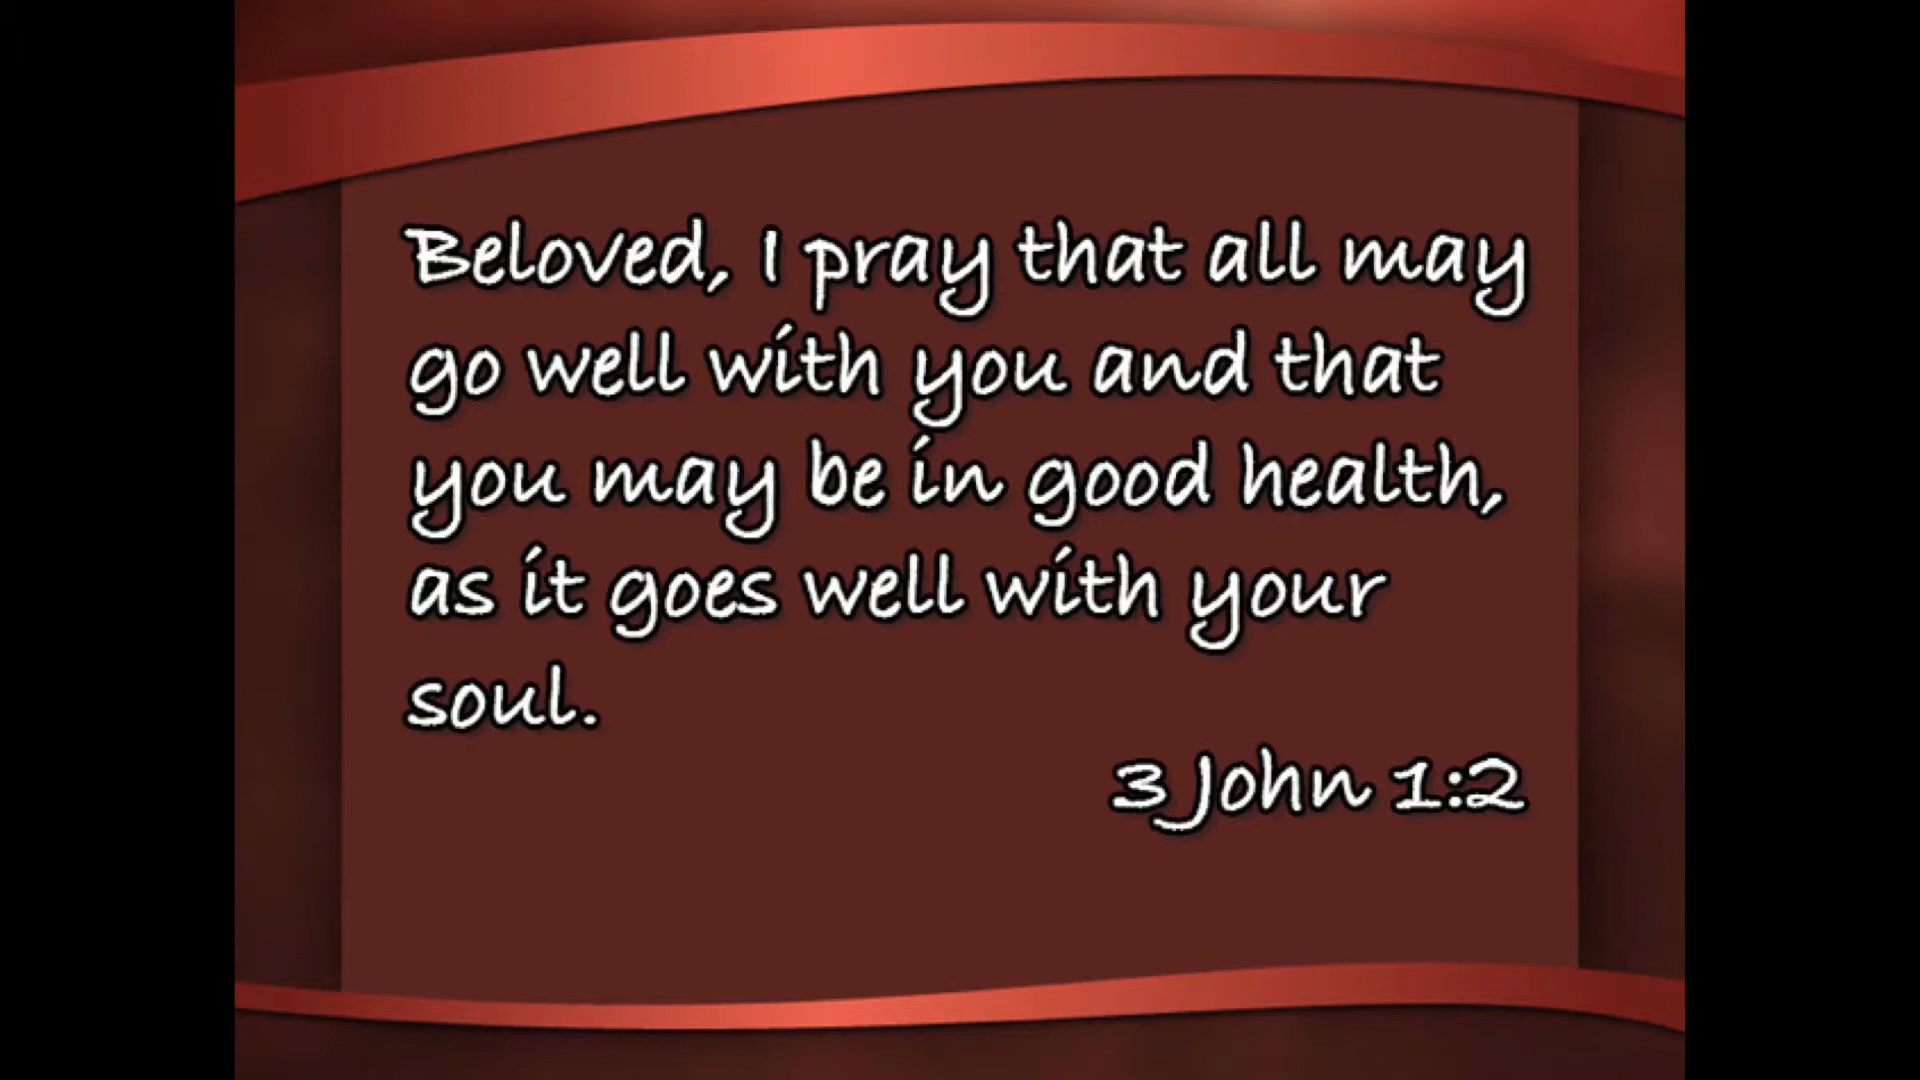 Beloved, I pray that all may
go well with you and that
you may be in good health,
as it goes well with your
soul.
3 John 1:2